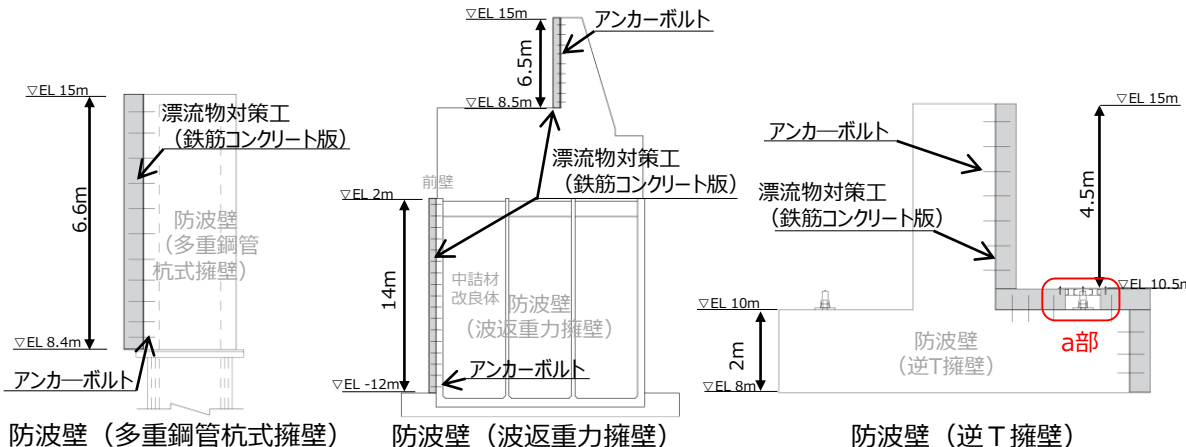 ▽EL 15m
漂流物対策工
（鉄筋コンクリート版）
6.6m
防波壁
（多重鋼管
杭式擁壁）
▽EL 8.4m
アンカーボルト
防波壁（多重鋼管杭式擁壁）
▽EL 15m
アンカーボルト
6.5m
▽EL 8.5m
漂流物対策工
（鉄筋コンクリート版）
前壁
▽EL 2m
14m
中詰材
改良体
防波壁
（波返重力擁壁）
アンカーボルト
▽EL -12m
防波壁（波返重力擁壁）
▽EL 15m
アンカーボルト
4.5m
漂流物対策工
（鉄筋コンクリート版）
▽EL 10.5m
▽EL 10m
a部
2m
防波壁
（逆T擁壁）
▽EL 8m
防波壁（逆Ｔ擁壁）